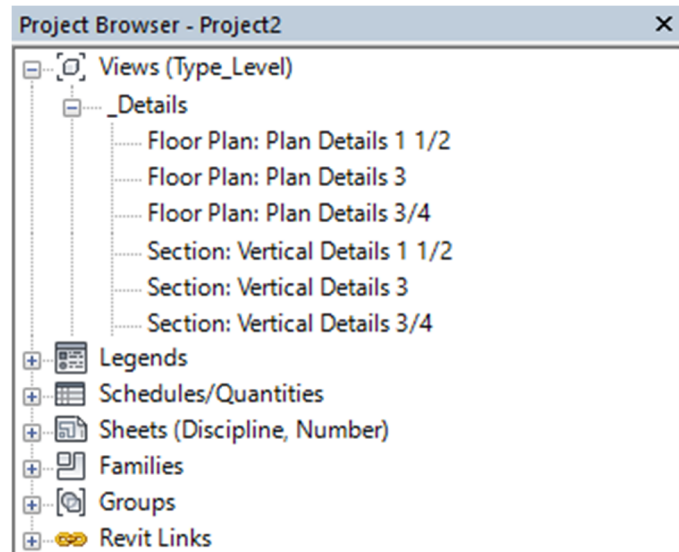 Project Browser - Project2
Views (Type_Level)
_Details
Floor Plan: Plan Details 1 1/2
Floor Plan: Plan Details 3
Floor Plan: Plan Details 3/4
Section: Vertical Details 1 1/2
Section: Vertical Details 3
Section: Vertical Details 3/4
Legends
Schedules/Quantities
Sheets (Discipline, Number)
Families
Groups
Revit Links